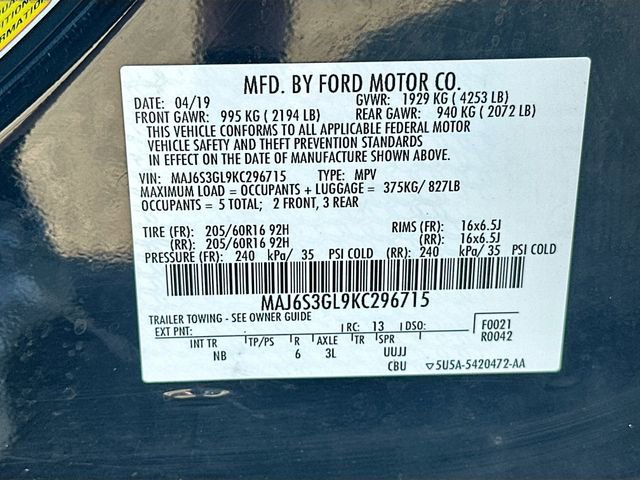 MFD. BY FORD MOTOR CO.
DATE: 04/19 GVWR: 1929 KG ( 4253 LB)
FRONT GAWR: 995 KG ( 2194 LB) REAR GAWR: 940 KG ( 2072 LB)
THIS VEHICLE CONFORMS TO ALL APPLICABLE FEDERAL MOTOR
VEHICLE SAFETY AND THEFT PREVENTION STANDARDS
IN EFFECT ON THE DATE OF MANUFACTURE SHOWN ABOVE.
VIN: MAJ6S3GL9KC296715 TYPE: MPV
MAXIMUM LOAD = OCCUPANTS + LUGGAGE = 375KG/ 827LB
OCCUPANTS = 5 TOTAL; 2 FRONT, 3 REAR
TIRE (FR): 205/60R16 92H RIMS (FR): 16x6.5J
(RR): 205/60R16 92H (RR): 16x6.5J
PRESSURE (FR): 240 kPa/ 35 PSI COLD (RR): 240 kPa/ 35 PSI COLD
MAJ6S3GL9KC296715
TRAILER TOWING - SEE OWNER GUIDE
EXT PNT: RC: 13 DSO: F0021
INT TR TP/PS R AXLE TR SPR R0042
NB 6 3L UUJJ
CBU 5U5A-5420472-AA